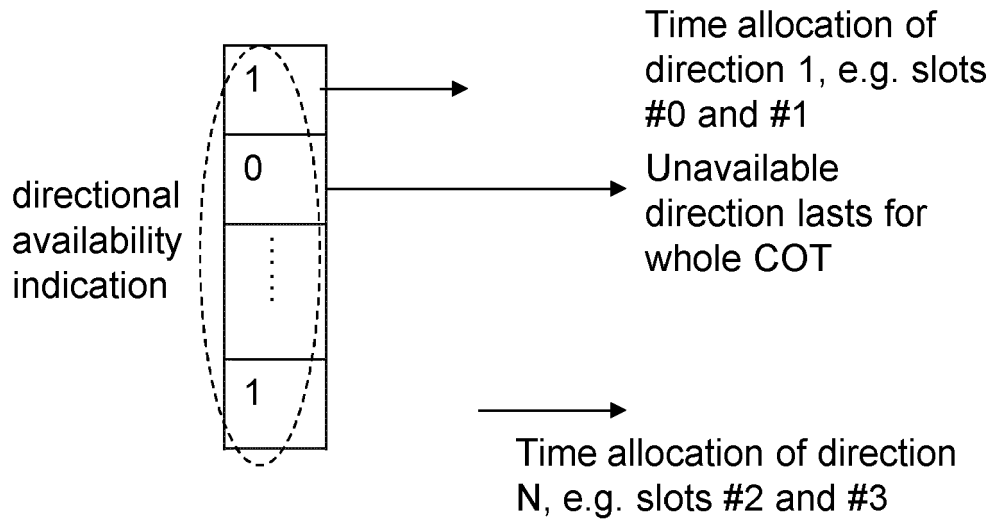 Time allocation of
direction 1, e.g. slots
#0 and #1
1
0
Unavailable
direction lasts for
whole COT
directional
availability
indication
1
Time allocation of direction
N, e.g. slots #2 and #3